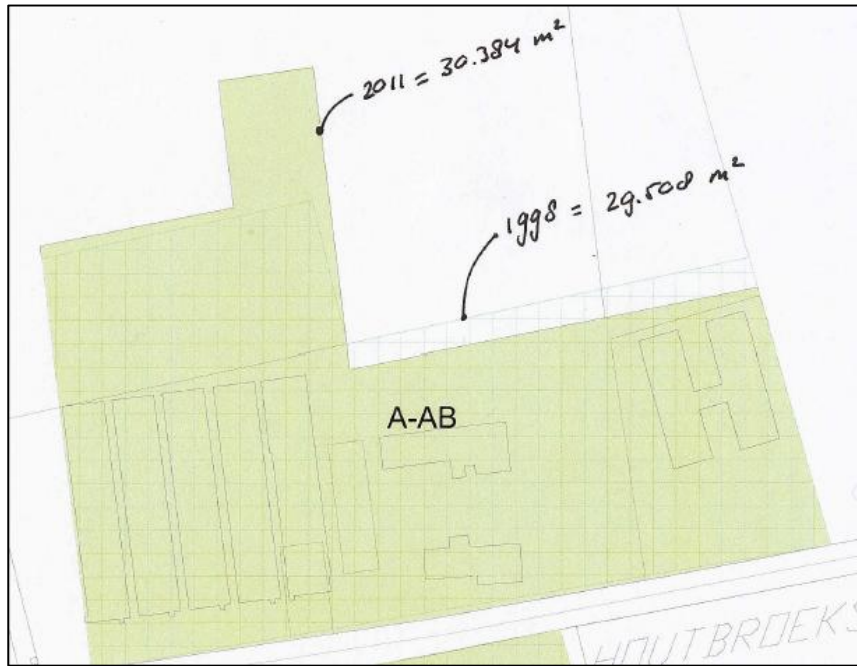 2011 = 30.384 m²
1998 = 29.508 m²
A-AB
HOUTBROEKS